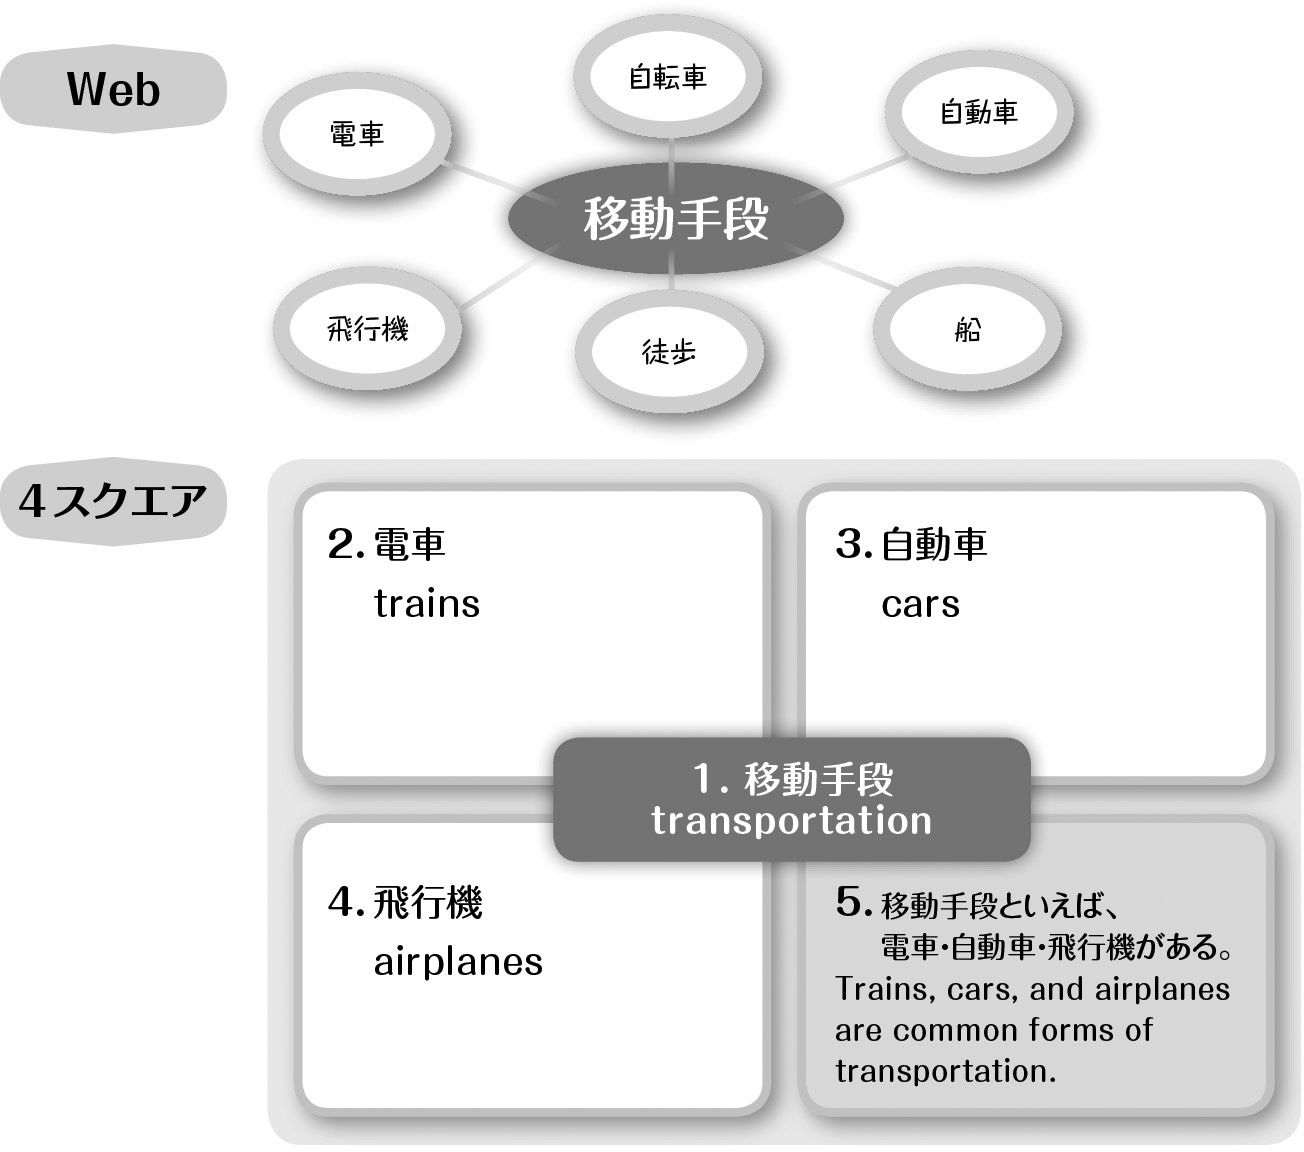 Web
電車
自転車
自動車
移動手段
飛行機
徒歩
船
4スクエア
2. 電車
trains
3. 自動車
cars
1. 移動手段
transportation
4. 飛行機
airplanes
5. 移動手段といえば、
電車・自動車・飛行機がある。
Trains, cars, and airplanes
are common forms of
transportation.